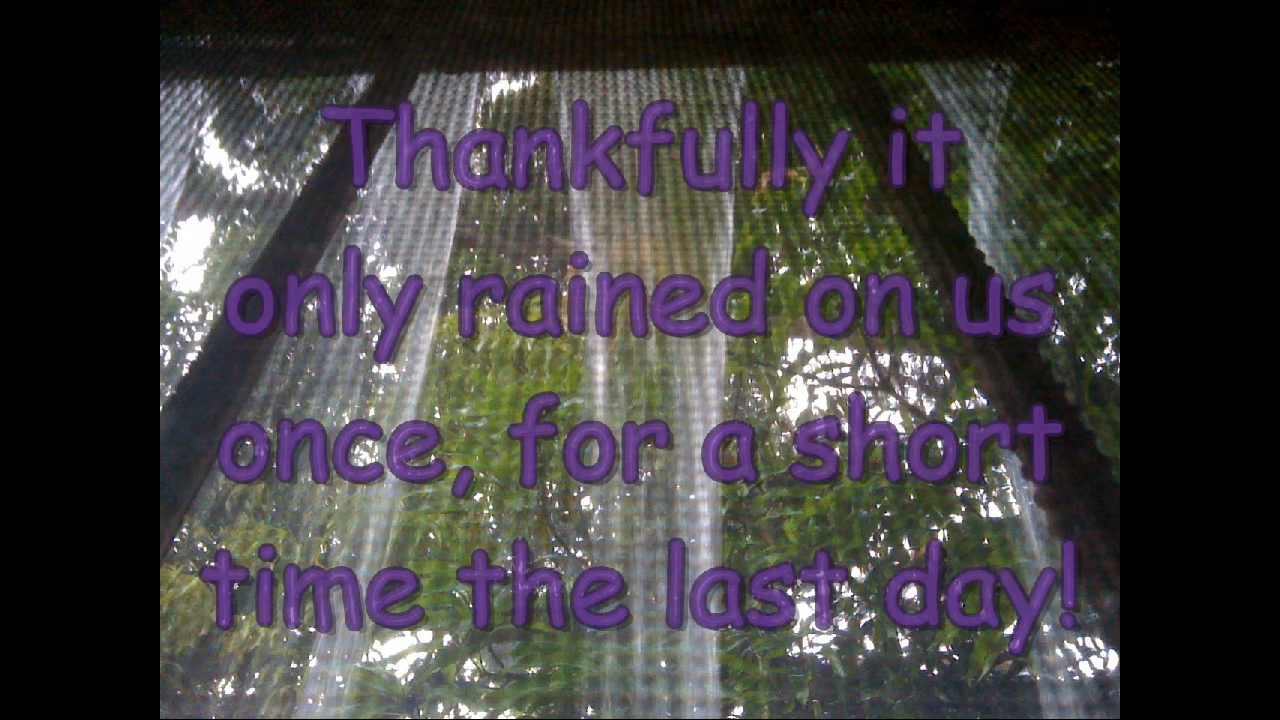 Thankfully it
only rained on us
once, for a short
time the last day!